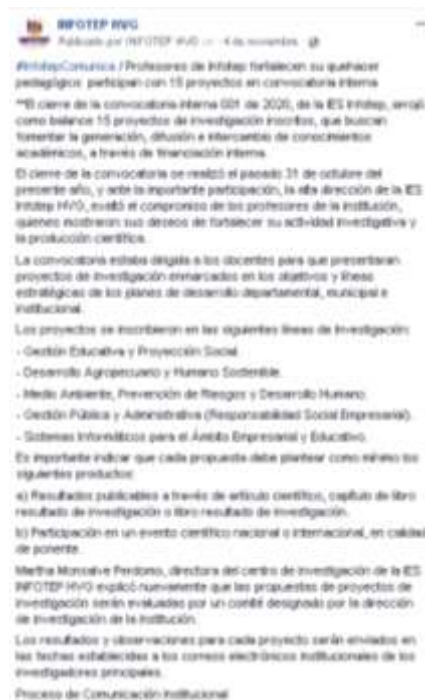 INFOTEP HVG
Publicado por INFOTEP HVG — 4 de noviembre
#InfotepComunica / Profesores de Infotep fortalecen su quehacer
pedagógico: participan con 15 proyectos en convocatoria interna
**El cierre de la convocatoria interna 001 de 2020, de la IES Infotep, arrojó
como balance 15 proyectos de investigación inscritos, que buscan
fomentar la generación, difusión e intercambio de conocimientos
académicos, a través de financiación interna.
El cierre de la convocatoria se realizó el pasado 31 de octubre del
presente año, y ante la importante participación, la alta dirección de la IES
Infotep HVG, exaltó el compromiso de los profesores de la institución,
quienes mostraron sus deseos de fortalecer su actividad investigativa y
la producción científica.
La convocatoria estaba dirigida a los docentes para que presentaran
proyectos de investigación enmarcados en los objetivos y líneas
estratégicas de los planes de desarrollo departamental, municipal e
institucional.
Los proyectos se inscribieron en las siguientes líneas de investigación:
- Gestión Educativa y Proyección Social.
- Desarrollo Agropecuario y Humano Sostenible.
- Medio Ambiente, Prevención de Riesgos y Desarrollo Humano.
- Gestión Pública y Administrativa (Responsabilidad Social Empresarial).
- Sistemas Informáticos para el Ámbito Empresarial y Educativo.
Es importante indicar que cada propuesta debe plantear como mínimo los
siguientes productos:
a) Resultados publicables a través de artículo científico, capítulo de libro
resultado de investigación o libro resultado de investigación.
b) Participación en un evento científico nacional o internacional, en calidad
de ponente.
Martha Monsalve Perdomo, directora del centro de investigación de la IES
INFOTEP HVG explicó nuevamente que las propuestas de proyectos de
investigación serán evaluadas por un comité designado por la dirección
de investigación de la institución.
Los resultados y observaciones para cada proyecto serán enviados en
las fechas establecidas a los correos electrónicos institucionales de los
investigadores principales.
Proceso de Comunicación Institucional